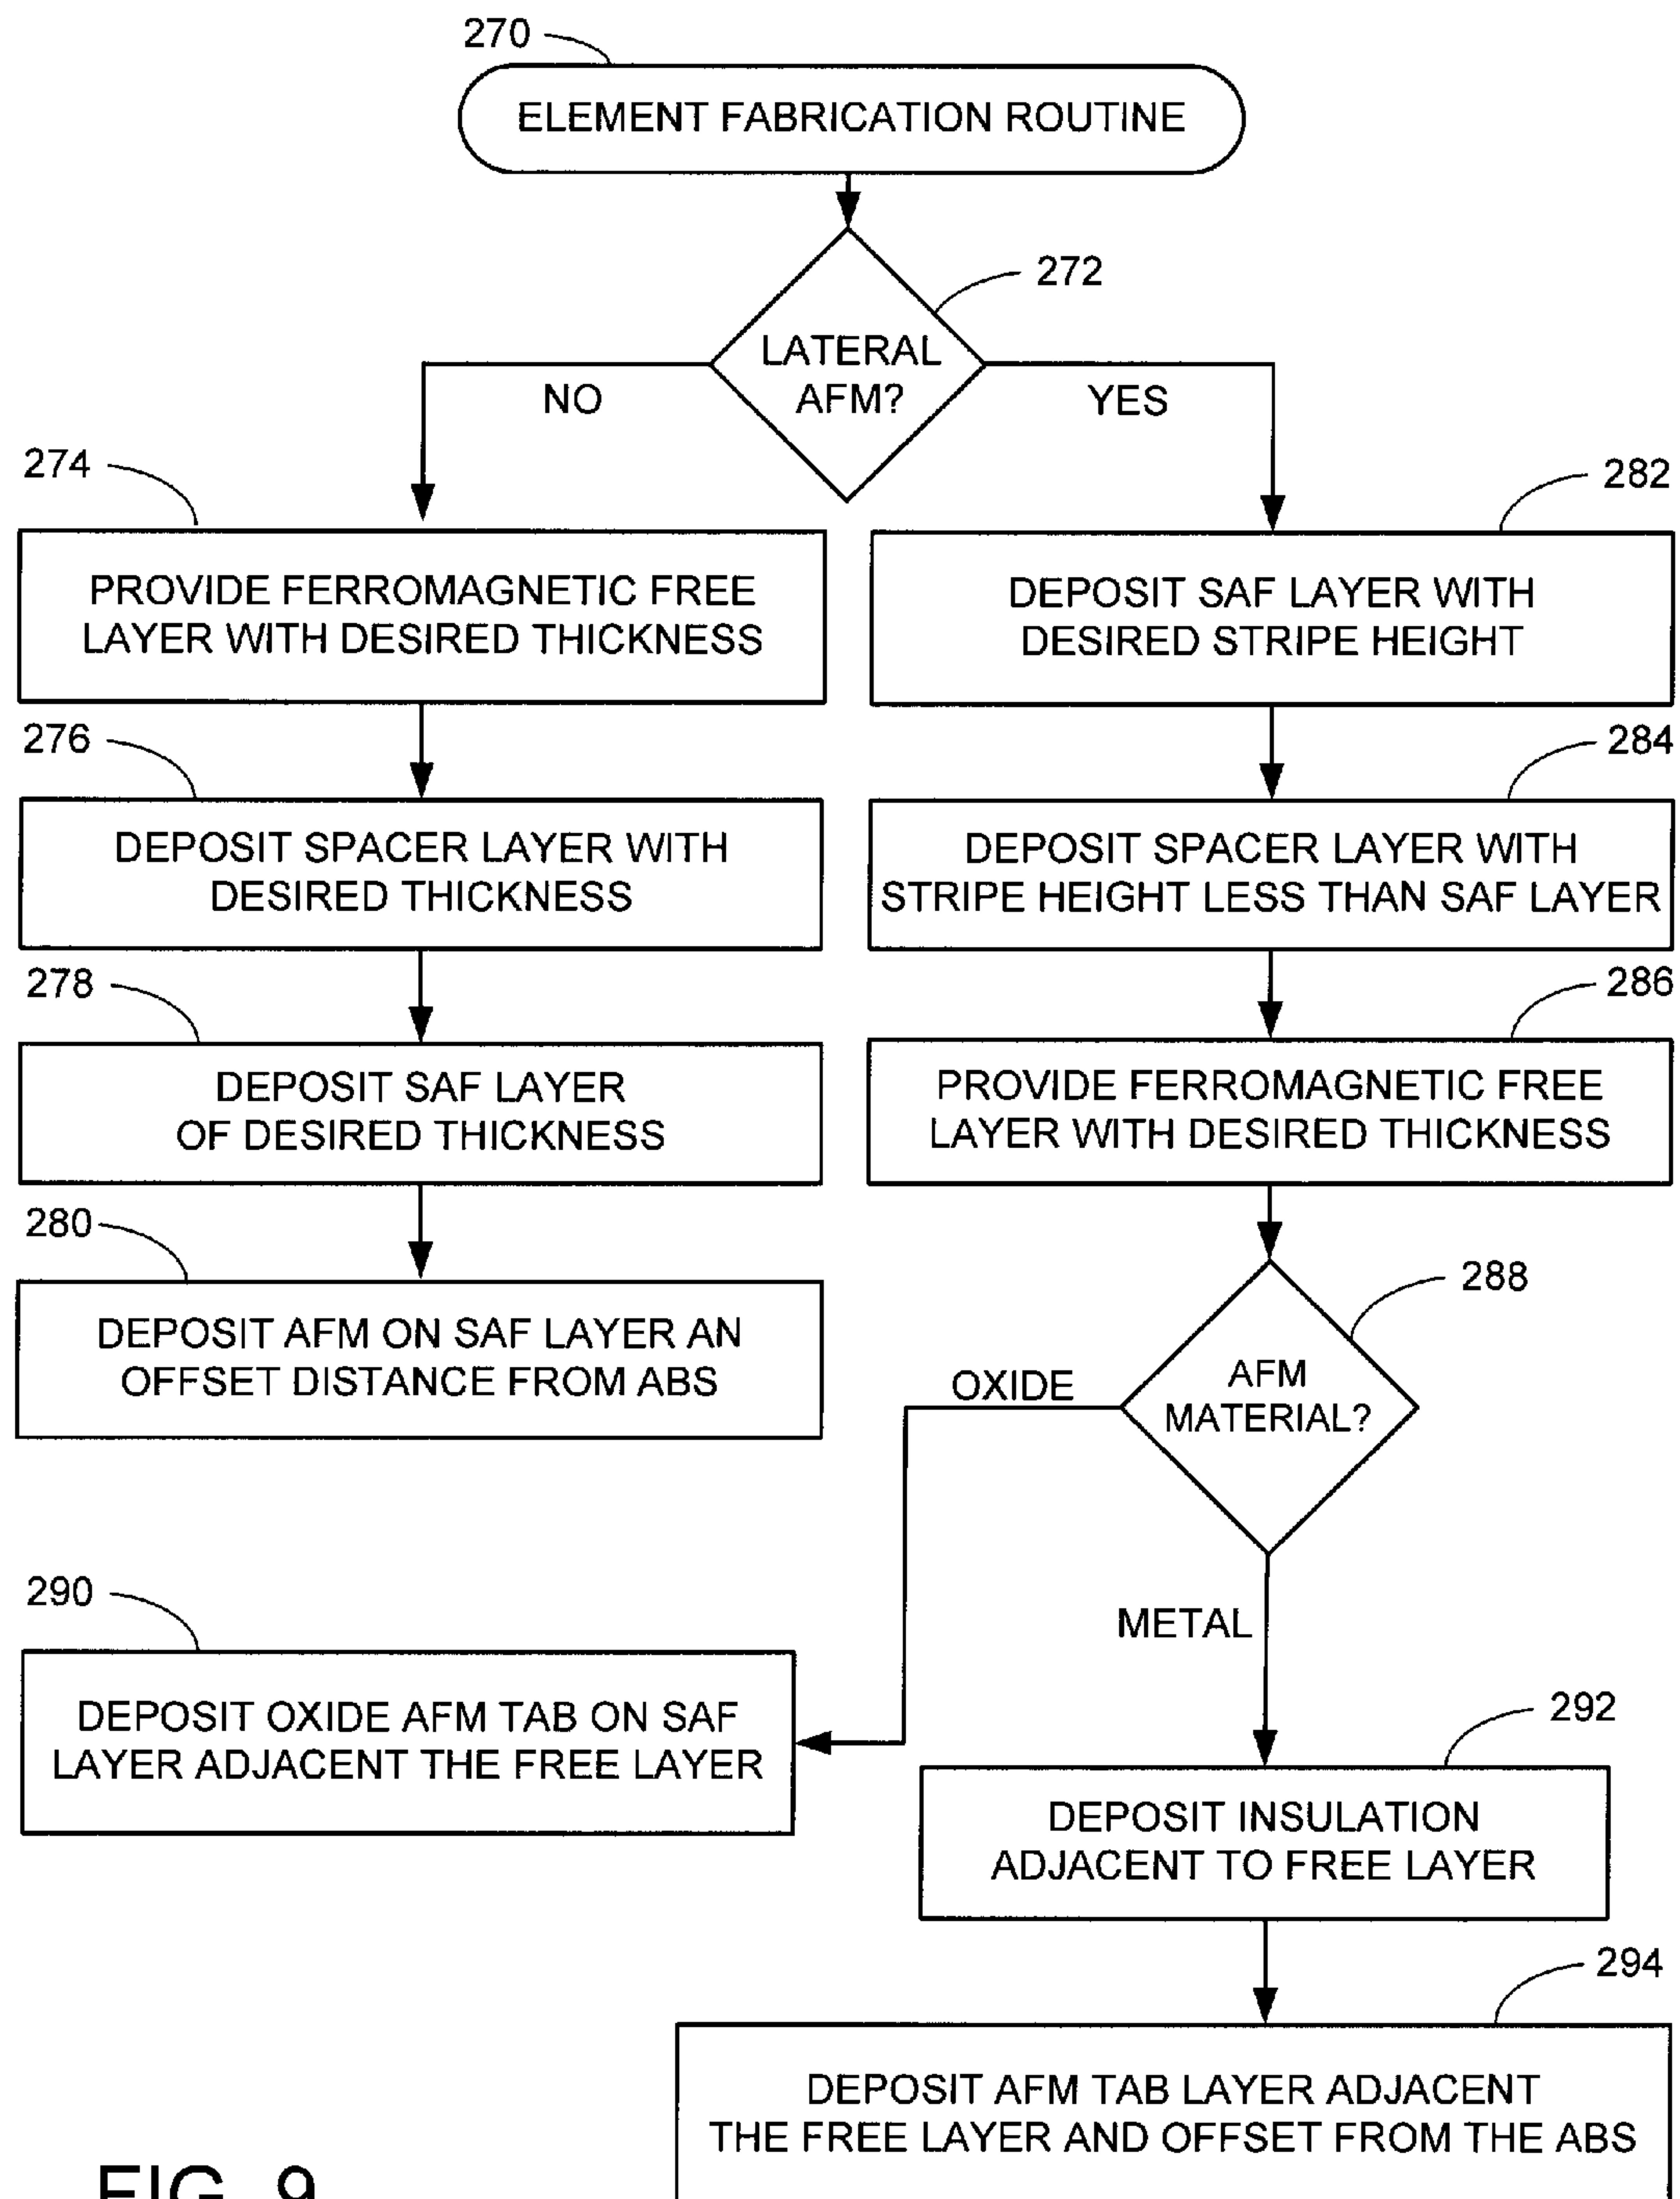 270
ELEMENT FABRICATION ROUTINE
272
LATERAL
AFM?
NO
YES
274
PROVIDE FERROMAGNETIC FREE
LAYER WITH DESIRED THICKNESS
276
DEPOSIT SPACER LAYER WITH
DESIRED THICKNESS
278
DEPOSIT SAF LAYER
OF DESIRED THICKNESS
280
DEPOSIT AFM ON SAF LAYER AN
OFFSET DISTANCE FROM ABS
282
DEPOSIT SAF LAYER WITH
DESIRED STRIPE HEIGHT
284
DEPOSIT SPACER LAYER WITH
STRIPE HEIGHT LESS THAN SAF LAYER
286
PROVIDE FERROMAGNETIC FREE
LAYER WITH DESIRED THICKNESS
288
AFM
MATERIAL?
OXIDE
METAL
290
DEPOSIT OXIDE AFM TAB ON SAF
LAYER ADJACENT THE FREE LAYER
292
DEPOSIT INSULATION
ADJACENT TO FREE LAYER
294
DEPOSIT AFM TAB LAYER ADJACENT
THE FREE LAYER AND OFFSET FROM THE ABS
FIG. 9